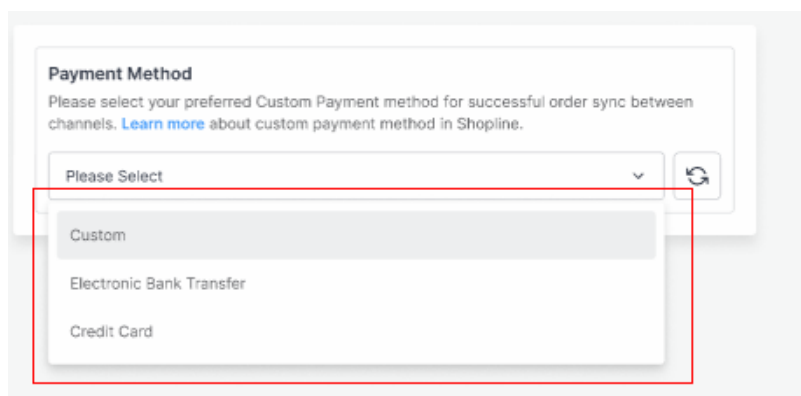 Payment Method
Please select your preferred Custom Payment method for successful order sync between
channels. Learn more about custom payment method in Shopline.
Please Select
Custom
Electronic Bank Transfer
Credit Card